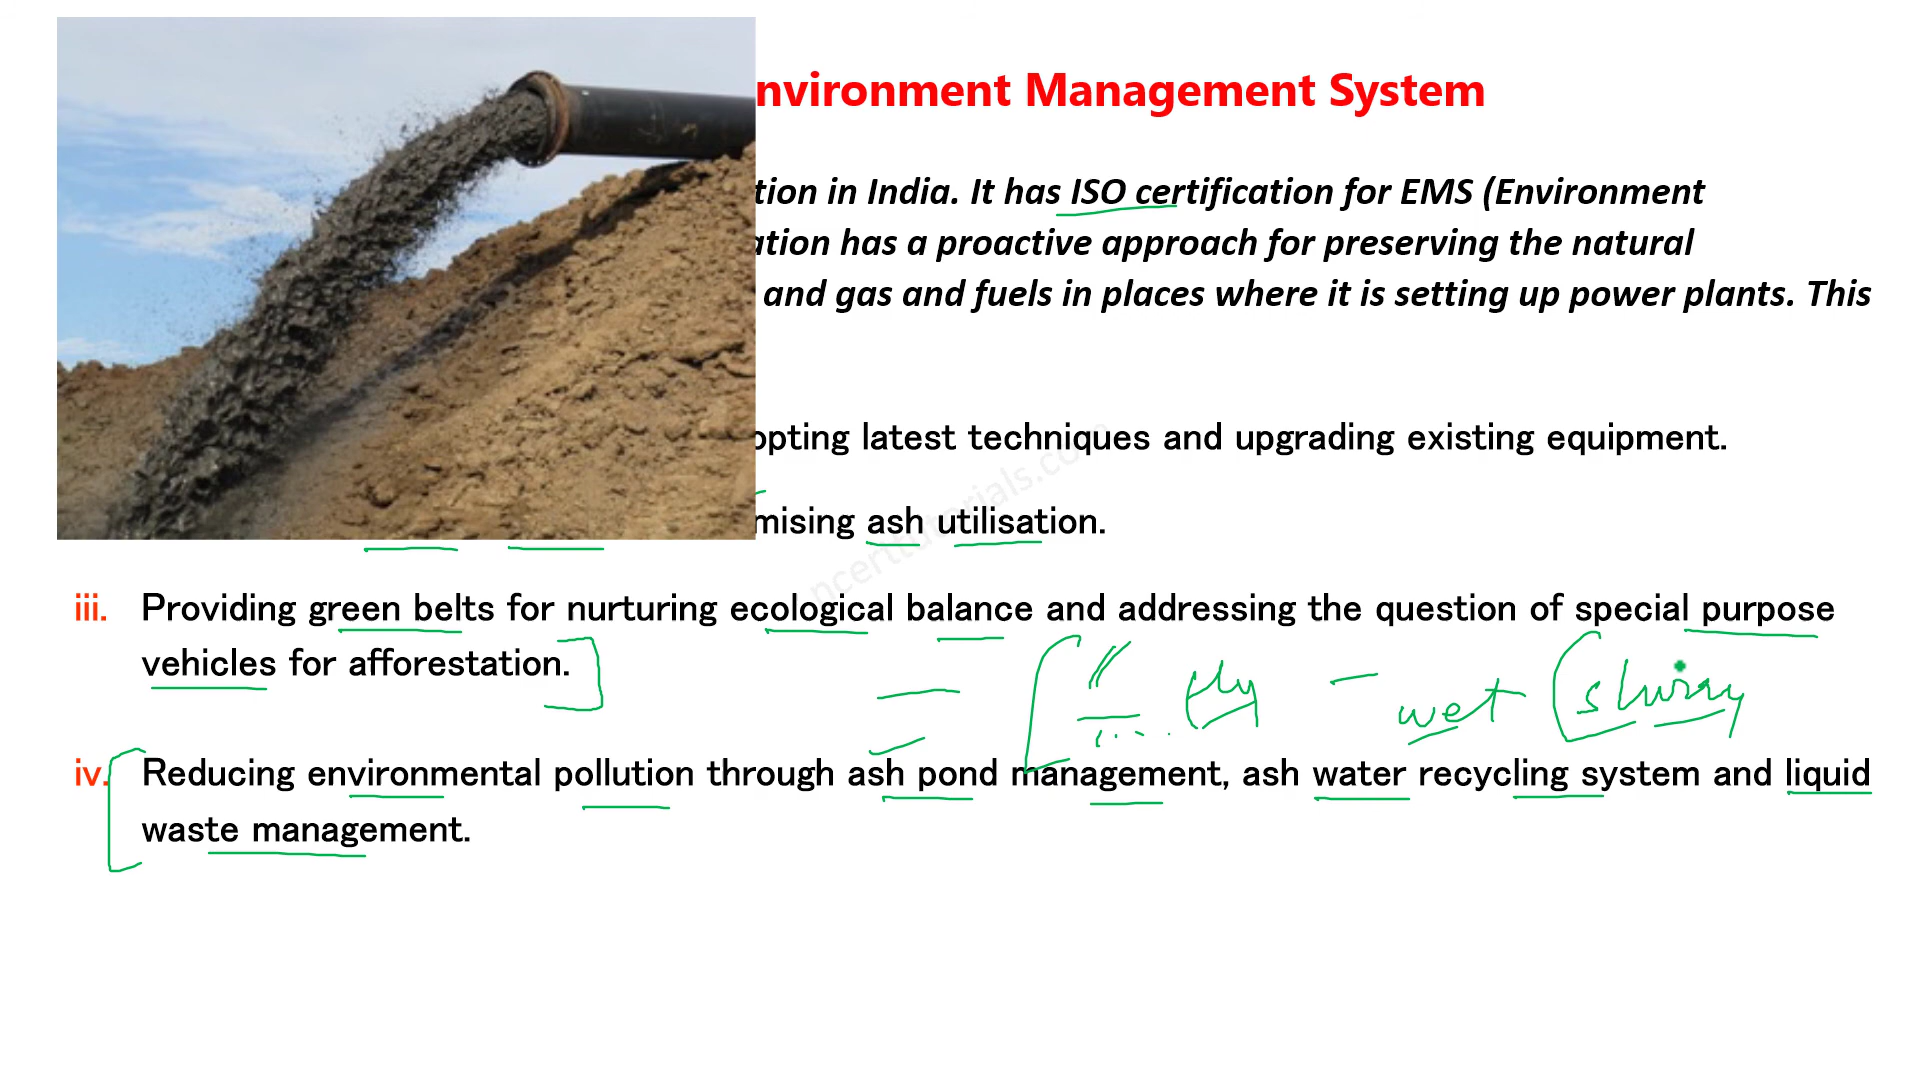 nvironment Management System
tion in India. It has ISO certification for EMS (Environment
ation has a proactive approach for preserving the natural
and gas and fuels in places where it is setting up power plants. This
opting latest techniques and upgrading existing equipment.
mising ash utilisation.
ncerttutorials.com
iii. Providing green belts for nurturing ecological balance and addressing the question of special purpose
vehicles for afforestation.
wet slurry
iv. Reducing environmental pollution through ash pond management, ash water recycling system and liquid
waste management.